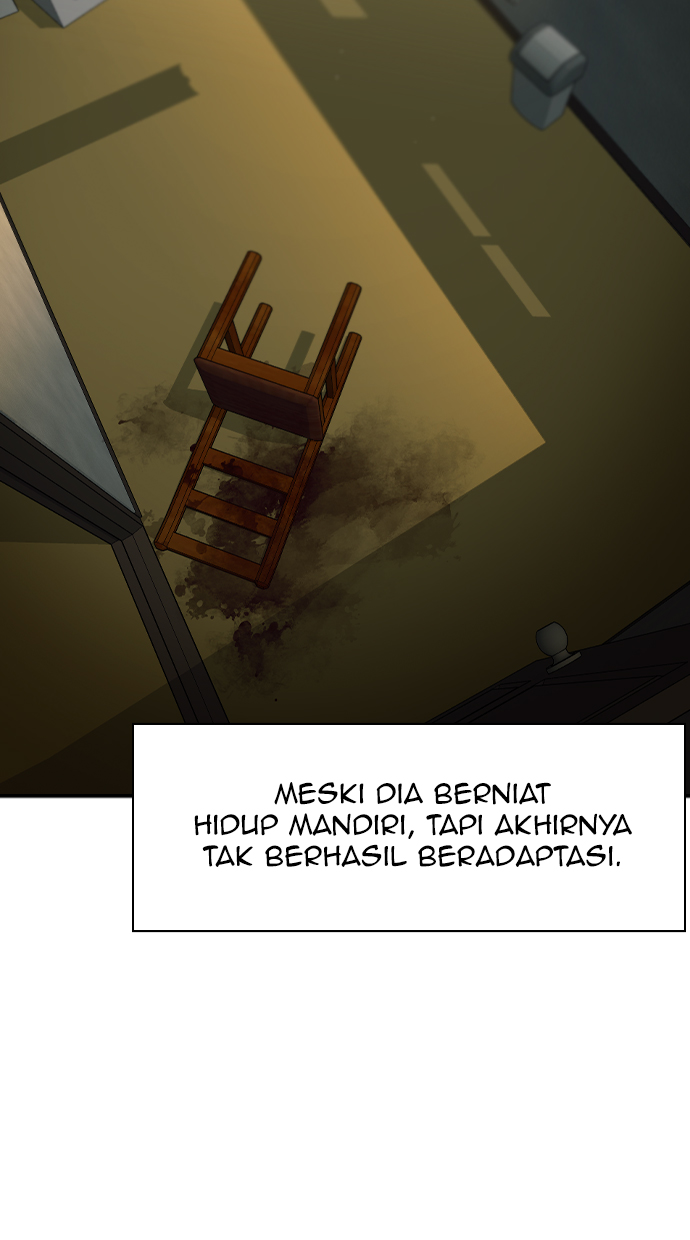 MESKI DIA BERNIAT
HIDUP MANDIRI, TAPI AKHIRNYA
TAK BERHASIL BERADAPTASI.